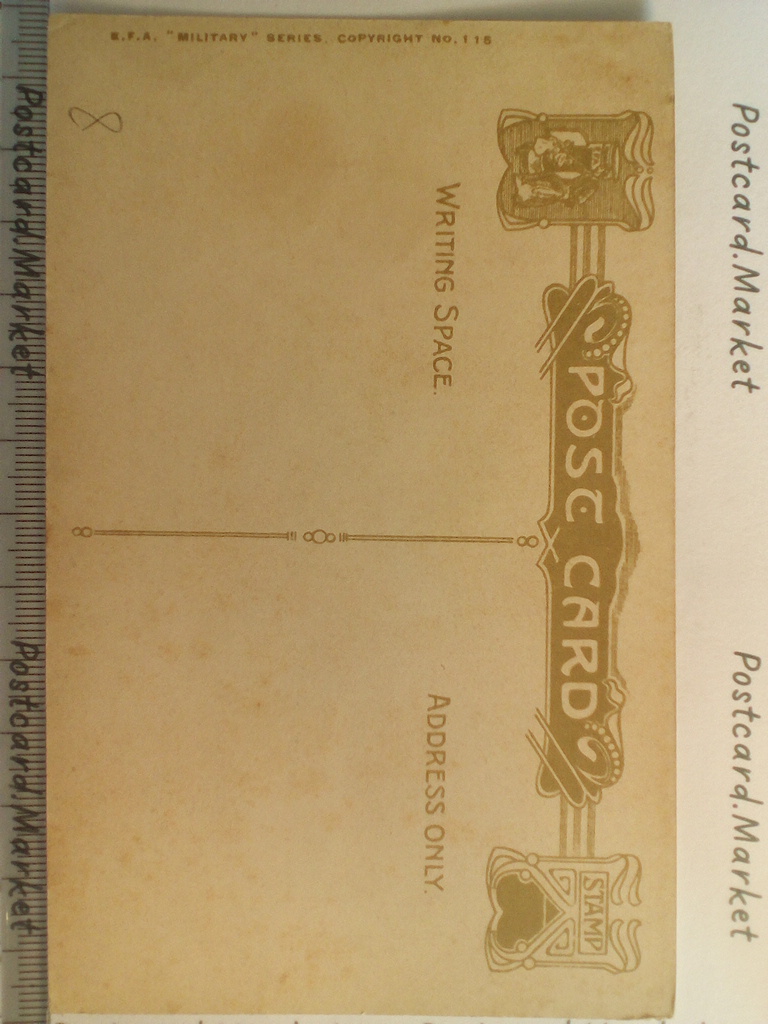 POST CARD
STAMP
WRITING SPACE.
ADDRESS ONLY.
8
E.F.A. "MILITARY" SERIES. COPYRIGHT NO. 115
Postcard.Market
Postcard.Market
Postcard.Market
Postcard.Market